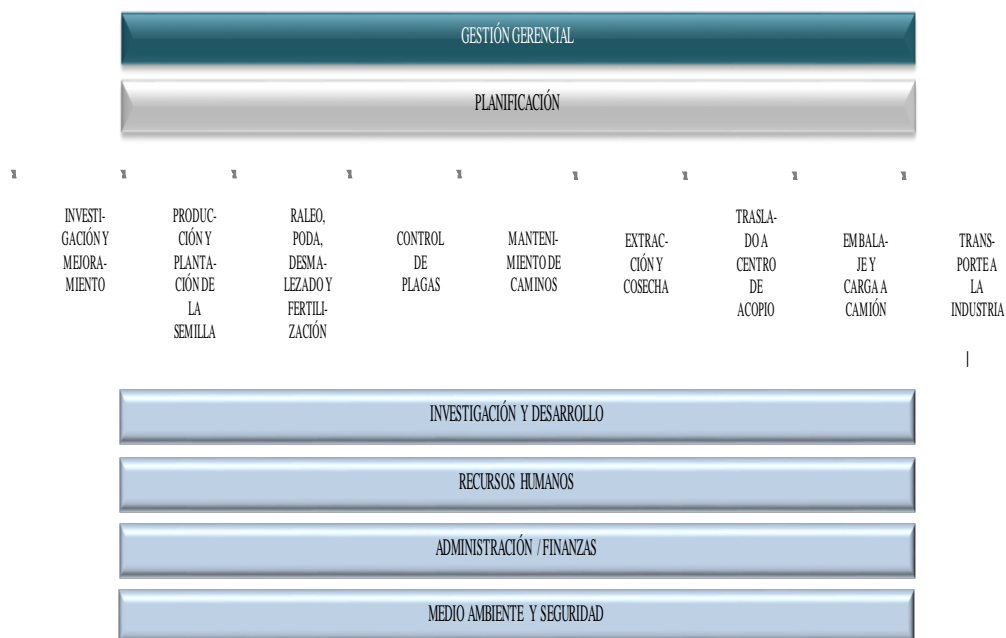 GESTIÓN GERENCIAL
PLANIFICACIÓN
INVESTI-
GACIÓN Y
MEJORA-
MIENTO
PRODUC-
CIÓN Y
PLANTA-
CIÓN DE
LA
SEMILLA
RALEO,
PODA,
DESMA-
LEZADO Y
FERTILI-
ZACIÓN
CONTROL
DE
PLAGAS
MANTENI-
MIENTO DE
CAMINOS
EXTRAC-
CIÓN Y
COSECHA
TRASLA-
DO A
CENTRO
DE
ACOPIO
EMBALA-
JE Y
CARGA A
CAMIÓN
TRANS-
PORTE A
LA
INDUSTRIA
INVESTIGACIÓN Y DESARROLLO
RECURSOS HUMANOS
ADMINISTRACIÓN / FINANZAS
MEDIO AMBIENTE Y SEGURIDAD